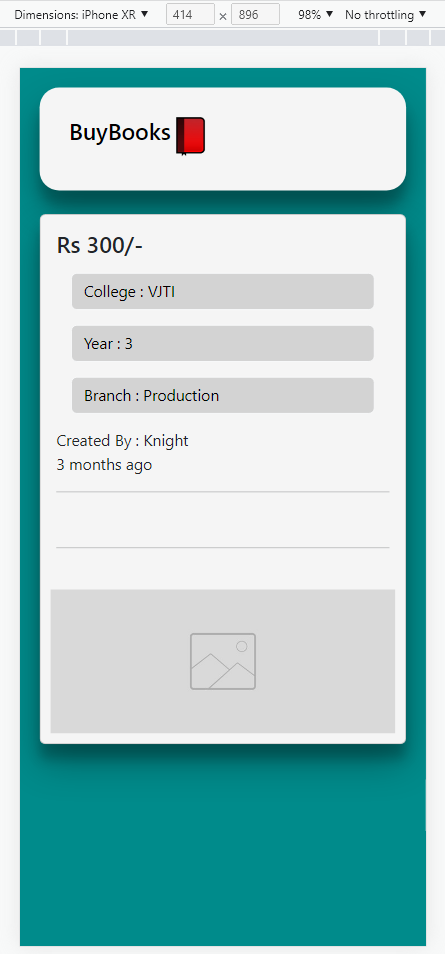 Dimensions: iPhone XR ▼ 414 × 896 98% ▼ No throttling ▼
BuyBooks
Rs 300/-
College : VJTI
Year : 3
Branch : Production
Created By : Knight
3 months ago